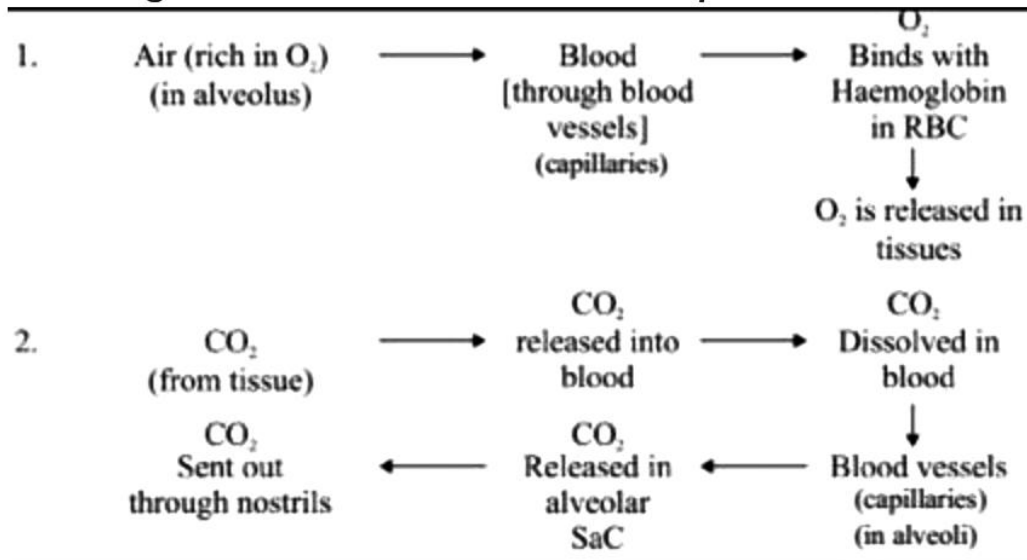 1.
Air (rich in O₂)
(in alveolus)
Blood
[through blood
vessels]
(capillaries)
O₂
Binds with
Haemoglobin
in RBC
O₂ is released in
tissues
2.
CO₂
(from tissue)
CO₂
released into
blood
CO₂
Dissolved in
blood
Blood vessels
(capillaries)
(in alveoli)
CO₂
Released in
alveolar
SaC
CO₂
Sent out
through nostrils